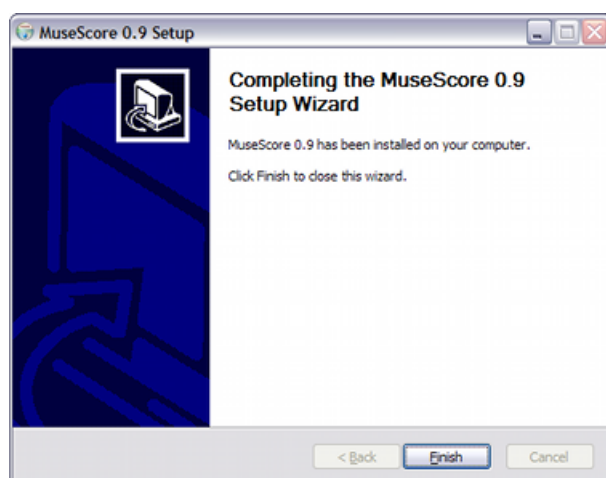 MuseScore 0.9 Setup
Completing the MuseScore 0.9
Setup Wizard
MuseScore 0.9 has been installed on your computer.
Click Finish to close this wizard.
< Back Finish Cancel